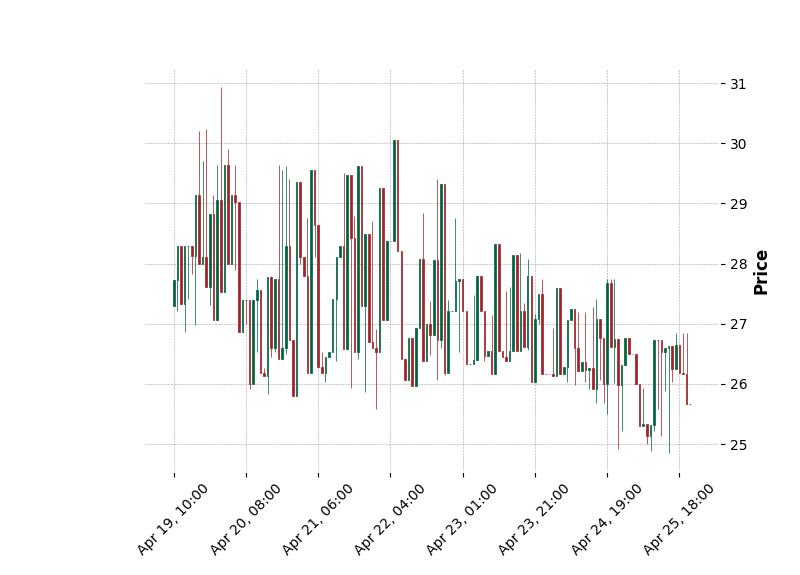 31
30
29
28
27
26
25
Price
Apr 19, 10:00
Apr 20, 08:00
Apr 21, 06:00
Apr 22, 04:00
Apr 23, 01:00
Apr 23, 21:00
Apr 24, 19:00
Apr 25, 18:00